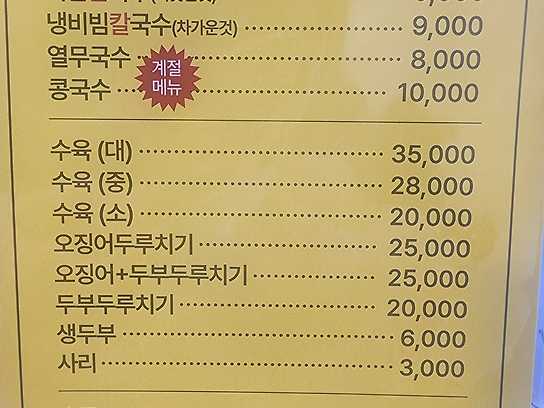 냉비빔칼국수(차가운것) 9,000
열무국수 8,000
계절
메뉴
콩국수 10,000
수육 (대) 35,000
수육 (중) 28,000
수육 (소) 20,000
오징어두루치기 25,000
오징어+두부두루치기 25,000
두부두루치기 20,000
생두부 6,000
사리 3,000